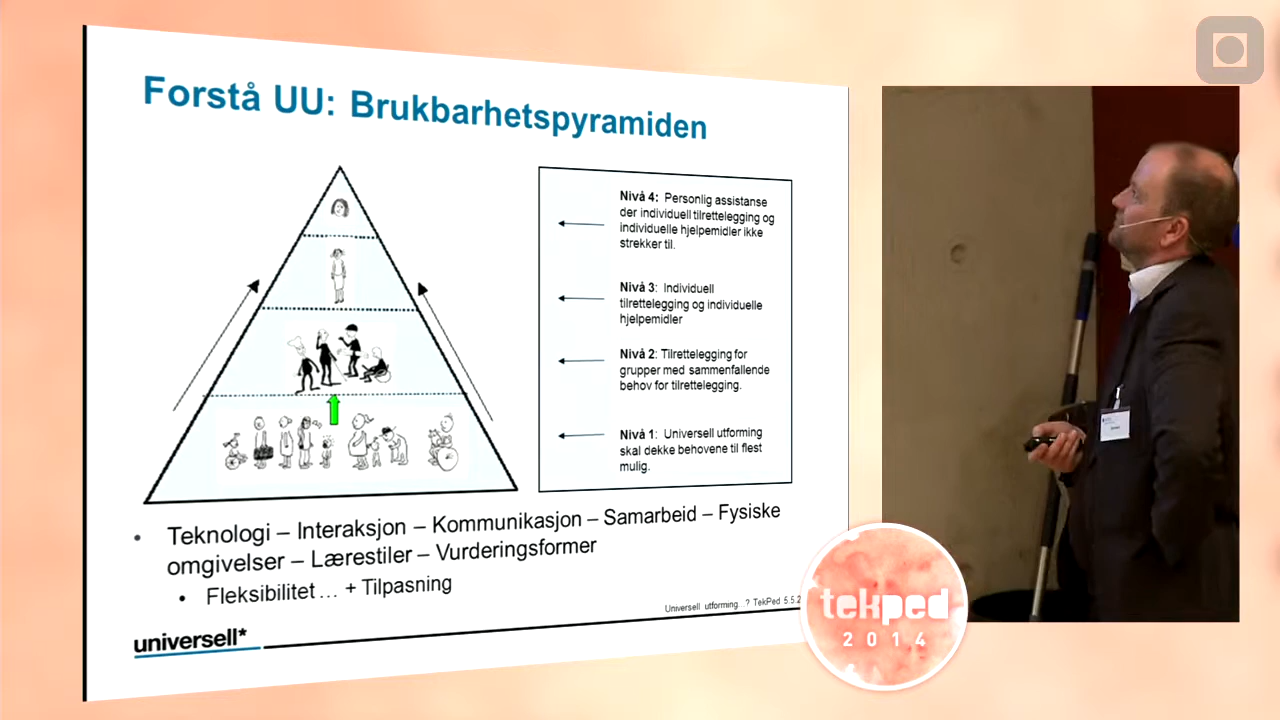 Forstå UU: Brukbarhetspyramiden
Nivå 4: Personlig assistanse
der individuell tilrettelegging og
individuelle hjelpemidler ikke
strekker til.
Nivå 3: Individuell
tilrettelegging og individuelle
hjelpemidler
Nivå 2: Tilrettelegging for
grupper med sammenfallende
behov for tilrettelegging.
Nivå 1: Universell utforming
skal dekke behovene til flest
mulig.
• Teknologi – Interaksjon – Kommunikasjon – Samarbeid – Fysiske
omgivelser – Lærestiler – Vurderingsformer
• Fleksibilitet ... + Tilpasning
Universell utforming...? TekPed 5.5.2
universell*
tekped
2014